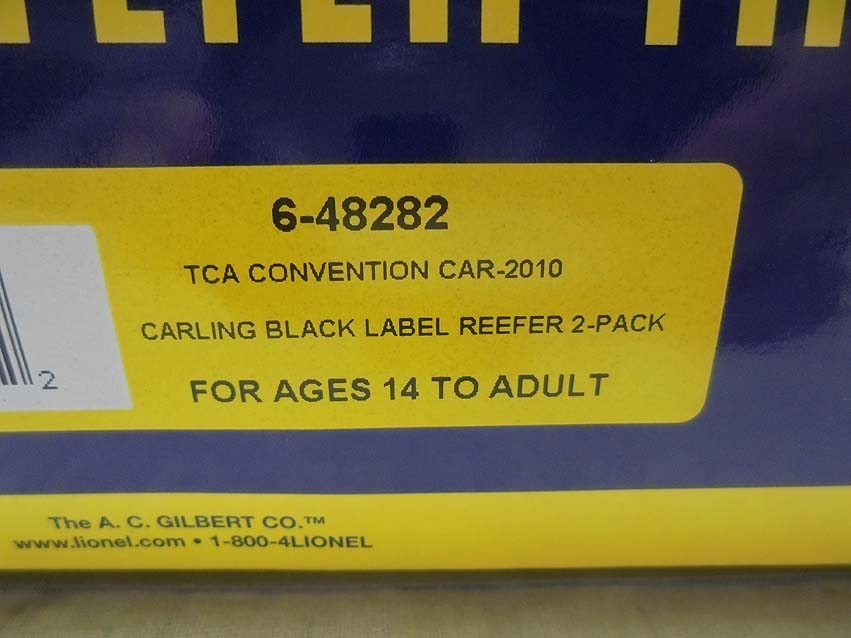 6-48282
TCA CONVENTION CAR-2010
CARLING BLACK LABEL REEFER 2-PACK
FOR AGES 14 TO ADULT
2
The A. C. GILBERT CO.™
www.lionel.com • 1-800-4LIONEL